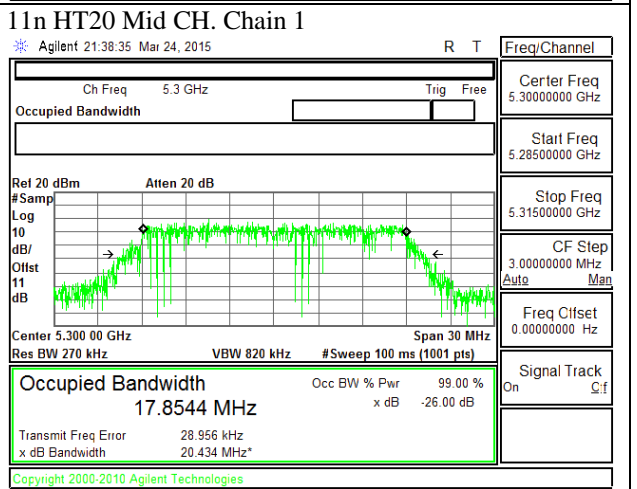 11n HT20 Mid CH. Chain 1
Agilent 21:38:35 Mar 24, 2015 R T Freq/Channel
Ch Freq 5.3 GHz Trig Free
Occupied Bandwidth
Center Freq
5.30000000 GHz
Start Freq
5.28500000 GHz
Stop Freq
5.31500000 GHz
CF Step
3.00000000 MHz
Auto Man
Freq Offset
0.00000000 Hz
Signal Track
On Off
Ref 20 dBm Atten 20 dB
#Samp
Log
10
dB/
Offst
11
dB
Center 5.300 00 GHz Span 30 MHz
Res BW 270 kHz VBW 820 kHz #Sweep 100 ms (1001 pts)
Occupied Bandwidth Occ BW % Pwr 99.00 %
17.8544 MHz x dB -26.00 dB
Transmit Freq Error 28.956 kHz
x dB Bandwidth 20.434 MHz*
Copyright 2000-2010 Agilent Technologies